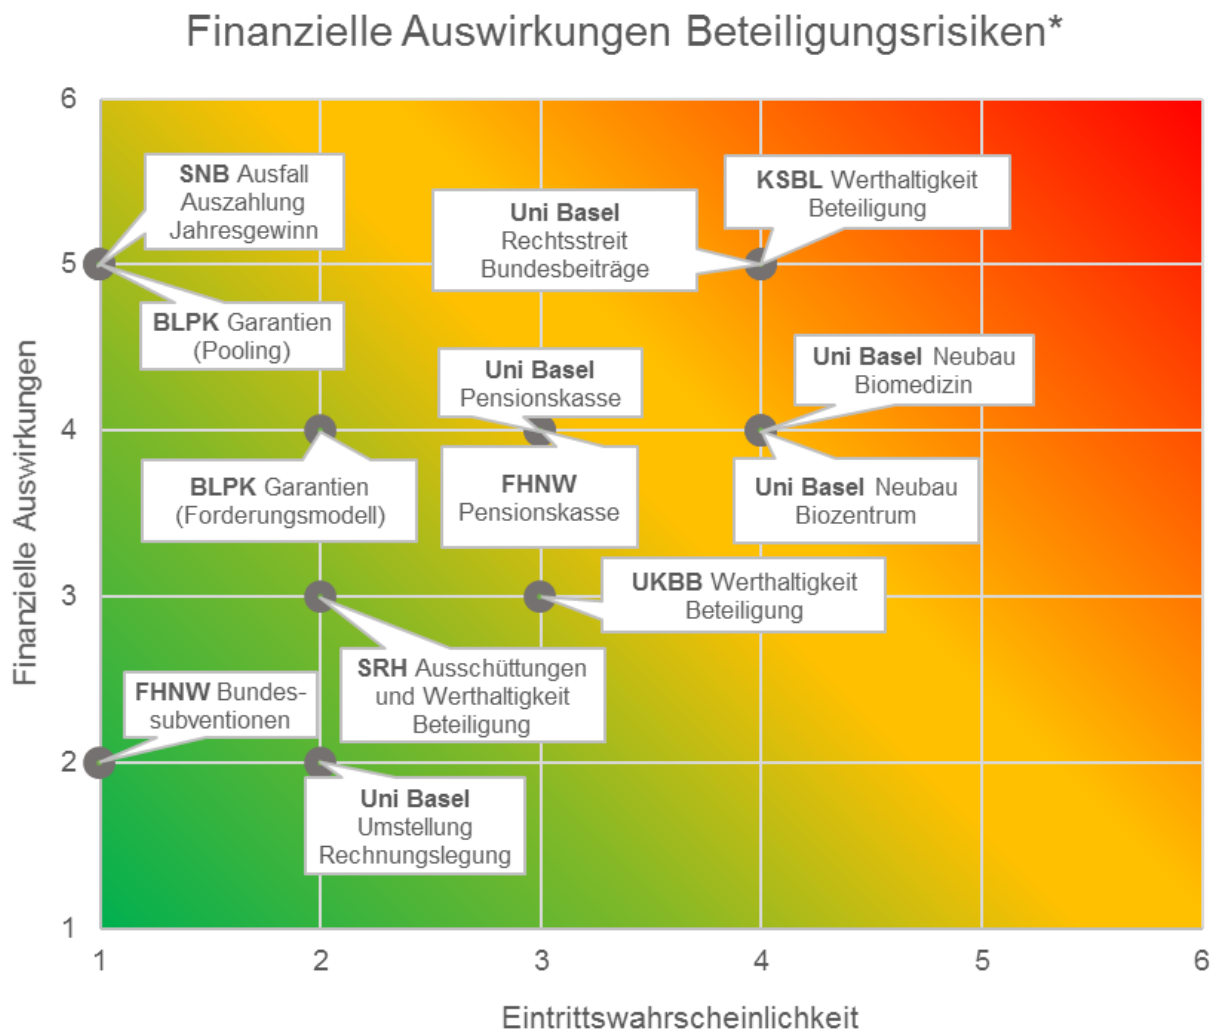 Finanzielle Auswirkungen Beteiligungsrisiken*
Finanzielle Auswirkungen
6
5
4
3
2
1
SNB Ausfall
Auszahlung
Jahresgewinn
BLPK Garantien
(Pooling)
Uni Basel
Rechtsstreit
Bundesbeiträge
KSBL Werthaltigkeit
Beteiligung
Uni Basel
Pensionskasse
Uni Basel Neubau
Biomedizin
BLPK Garantien
(Forderungsmodell)
FHNW
Pensionskasse
Uni Basel Neubau
Biozentrum
UKBB Werthaltigkeit
Beteiligung
SRH Ausschüttungen
und Werthaltigkeit
Beteiligung
FHNW Bundes-
subventionen
Uni Basel
Umstellung
Rechnungslegung
1
2
3
4
5
6
Eintrittswahrscheinlichkeit